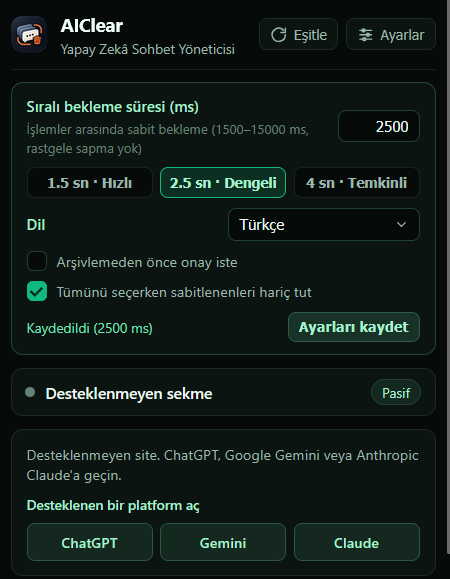 AIClear
Yapay Zekâ Sohbet Yöneticisi
Eşitle
Ayarlar
Sıralı bekleme süresi (ms)
İşlemler arasında sabit bekleme (1500–15000 ms,
rastgele sapma yok)
2500
1.5 sn · Hızlı
2.5 sn · Dengeli
4 sn · Temkinli
Dil
Türkçe
Arşivlemeden önce onay iste
Tümünü seçerken sabitlenenleri hariç tut
Kaydedildi (2500 ms)
Ayarları kaydet
Desteklenmeyen sekme
Pasif
Desteklenmeyen site. ChatGPT, Google Gemini veya Anthropic
Claude'a geçin.
Desteklenen bir platform aç
ChatGPT
Gemini
Claude